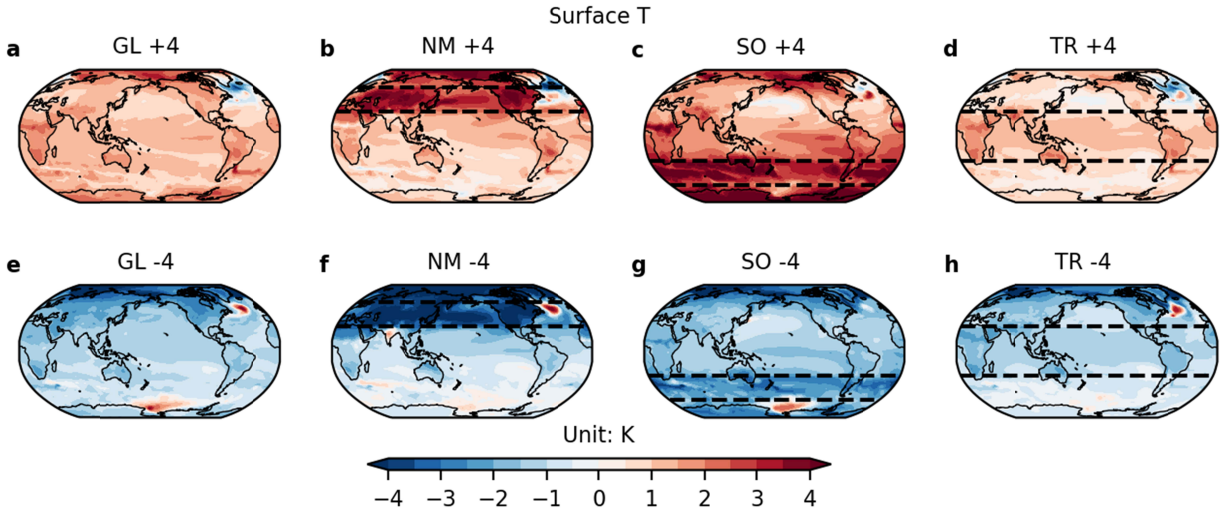 Surface T
a GL +4 b NM +4 c SO +4 d TR +4
e GL -4 f NM -4 g SO -4 h TR -4
Unit: K
−4 −3 −2 −1 0 1 2 3 4